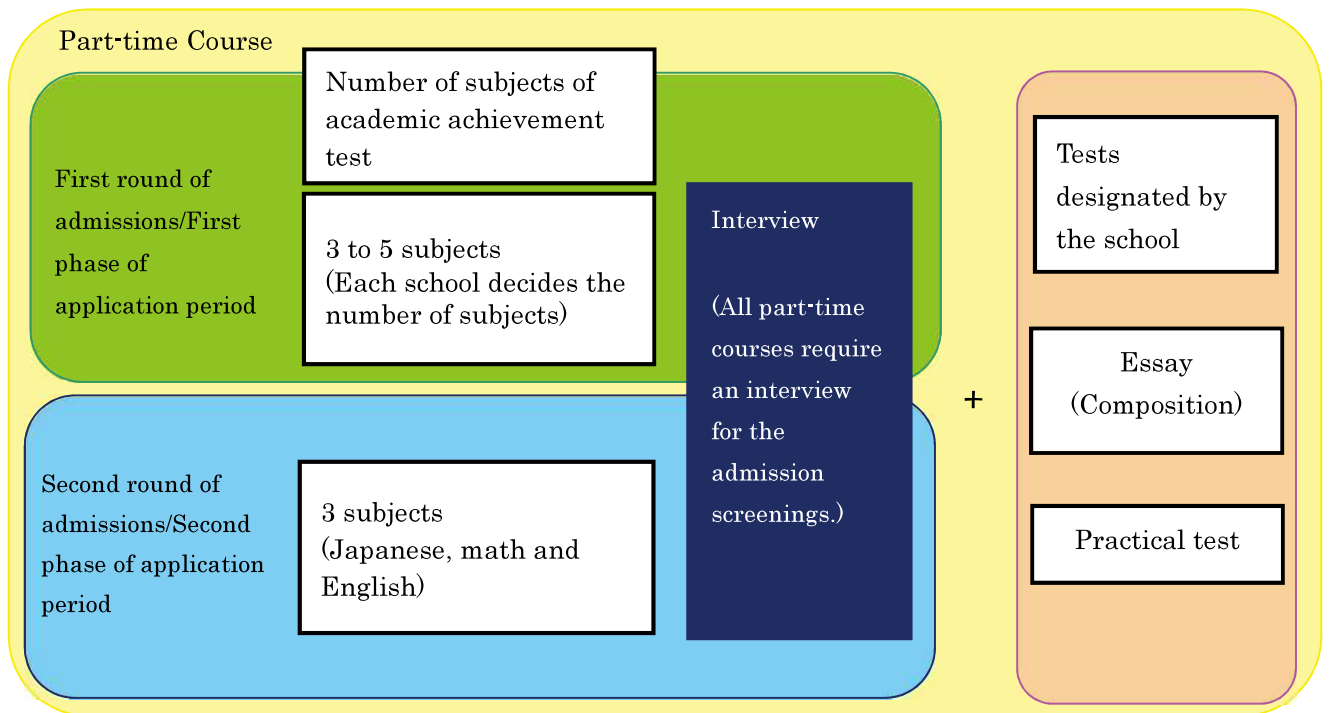 Part-time Course
Number of subjects of
academic achievement
test
First round of
admissions/First
phase of
application period
3 to 5 subjects
(Each school decides the
number of subjects)
Second round of
admissions/Second
phase of application
period
3 subjects
(Japanese, math and
English)
Interview
(All part-time
courses require
an interview
for the
admission
screenings.)
+
Tests
designated by
the school
Essay
(Composition)
Practical test